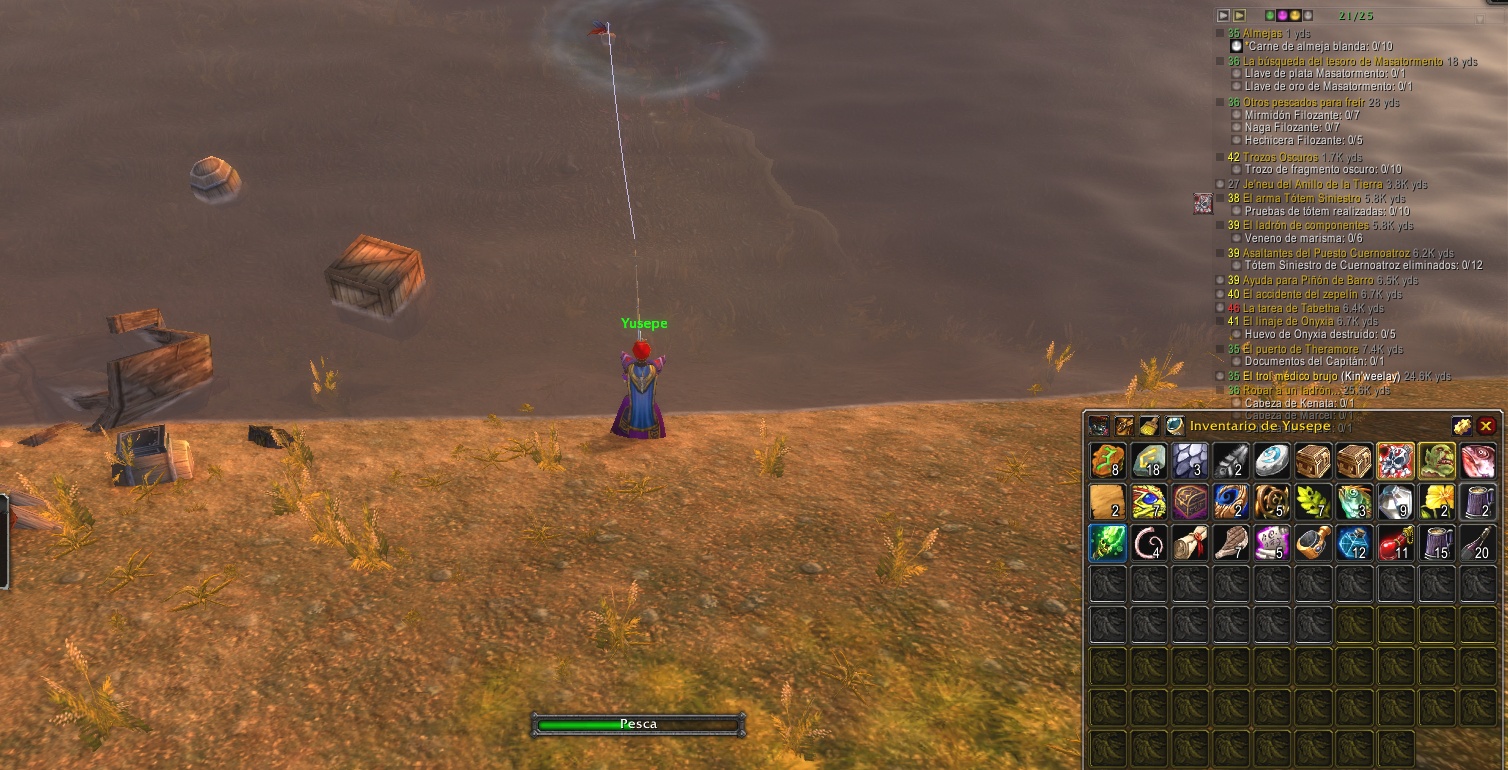 21/25
35 Almejas 1 yds
*Carne de almeja blanda: 0/10
36 La búsqueda del tesoro de Masatormento 18 yds
Llave de plata Masatormento: 0/1
Llave de oro de Masatormento: 0/1
36 Otros pescados para freír 28 yds
Mirmidón Filozante: 0/7
Naga Filozante: 0/7
Hechicera Filozante: 0/5
42 Trozos Oscuros 1.7K yds
Trozo de fragmento oscuro: 0/10
27 Je'neu del Anillo de la Tierra 3.8K yds
38 El arma Tótem Siniestro 5.8K yds
Pruebas de tótem realizadas: 0/10
39 El ladrón de componentes 5.8K yds
Veneno de marisma: 0/6
39 Asaltantes del Puesto Cuernoatroz 6.2K yds
Tótem Siniestro de Cuernoatroz eliminados: 0/12
39 Ayuda para Piñón de Barro 6.5K yds
40 El accidente del zepelín 6.7K yds
La tarea de Tabetha 6.4K yds
41 El linaje de Onyxia 6.7K yds
Huevo de Onyxia destruido: 0/5
35 El puerto de Theramore 7.4K yds
Documentos del Capitán: 0/1
35 El trol médico brujo (Kin'weelay) 24.6K yds
36 Robar a un ladrón... 25.6K yds
Cabeza de Kenata: 0/1
Cabeza de Marcel: 0/1
Yusepe
Inventario de Yusepe
8 18 3 2
2 7 2 5 7 3 9 2 2
4 7 5 12 11 15 20
Pesca